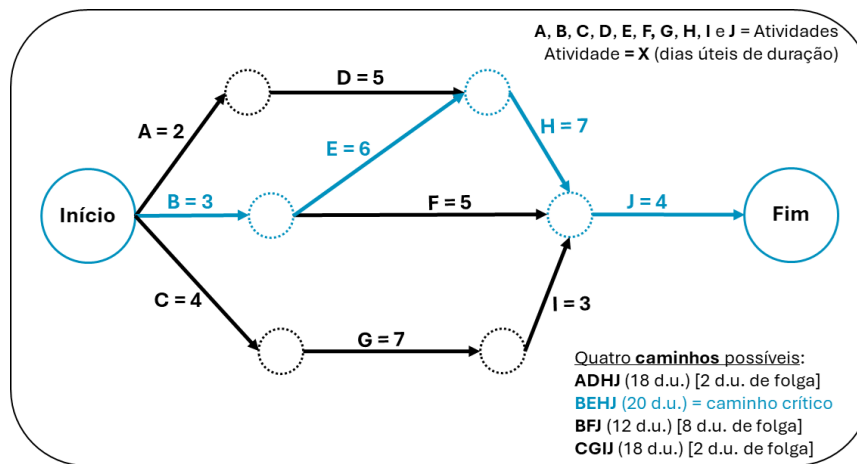 A, B, C, D, E, F, G, H, I e J = Atividades
Atividade = X (dias úteis de duração)
D = 5
A = 2
H = 7
E = 6
Início
B = 3
F = 5
J = 4
Fim
C = 4
I = 3
G = 7
Quatro caminhos possíveis:
ADHJ (18 d.u.) [2 d.u. de folga]
BEHJ (20 d.u.) = caminho crítico
BFJ (12 d.u.) [8 d.u. de folga]
CGIJ (18 d.u.) [2 d.u. de folga]